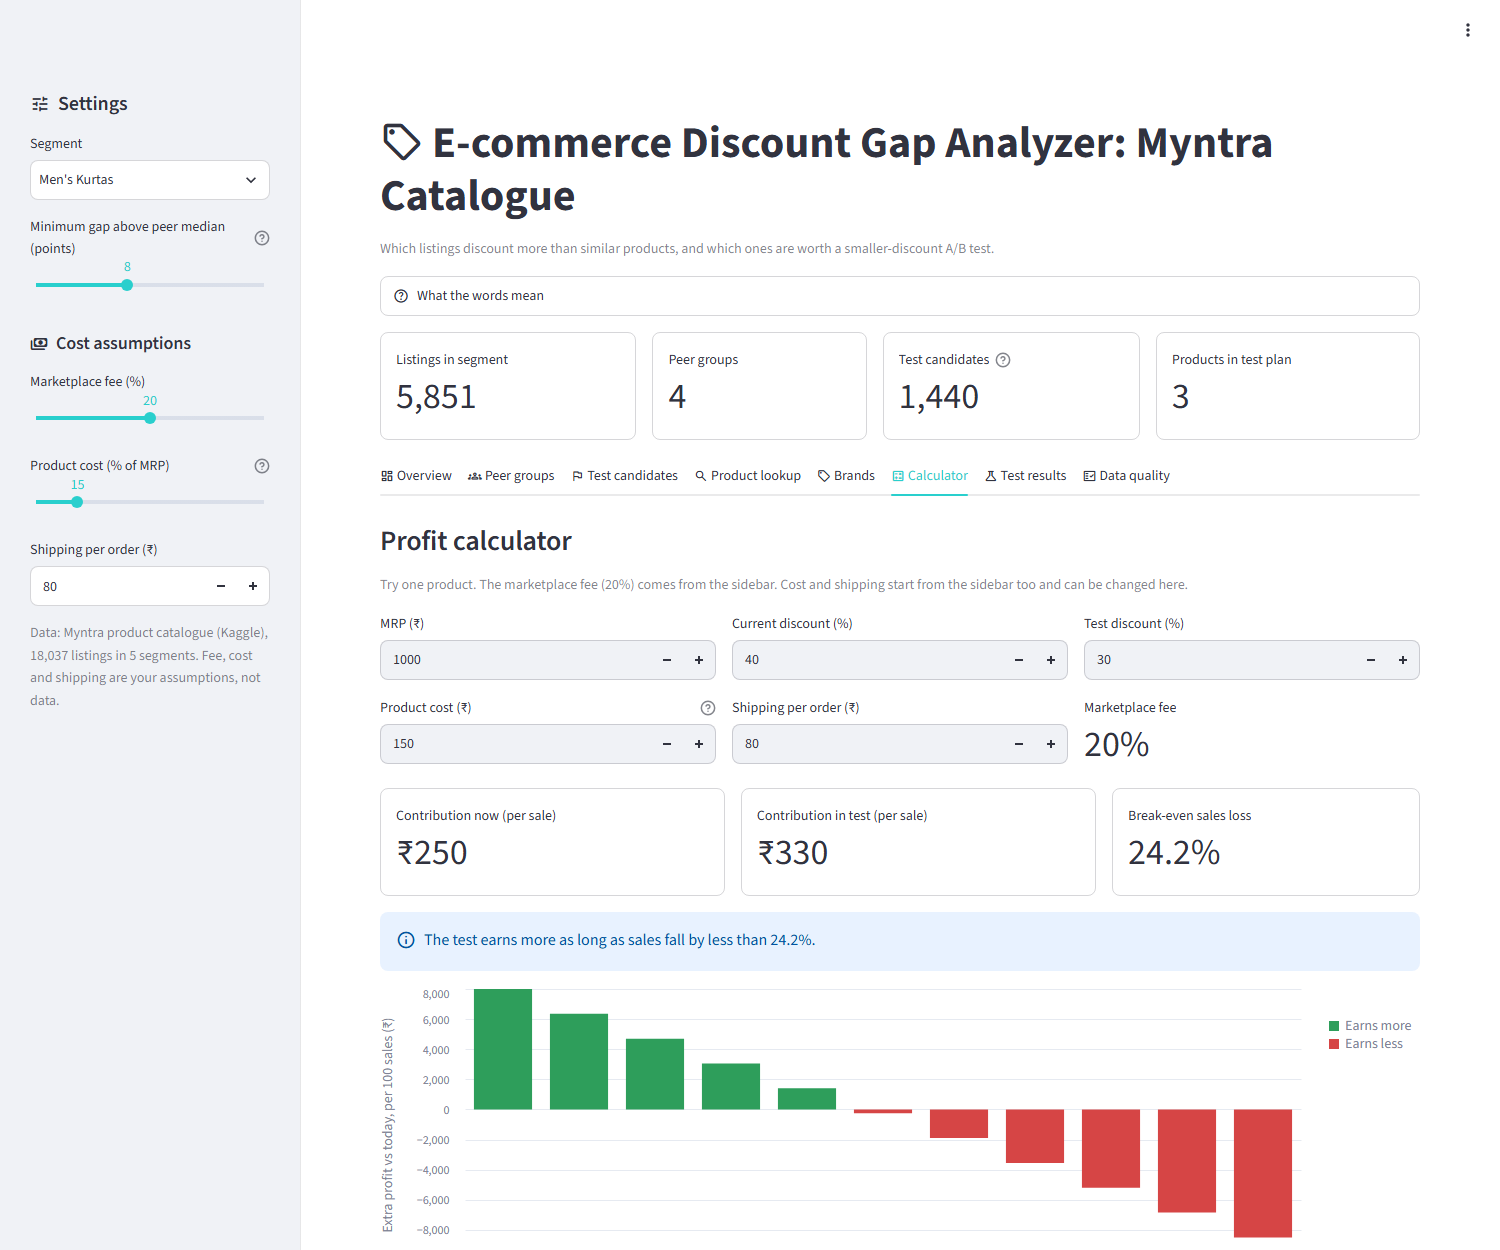 Settings
Segment
Men's Kurtas
Minimum gap above peer median
(points)
8
Cost assumptions
Marketplace fee (%)
20
Product cost (% of MRP)
15
Shipping per order (₹)
80
Data: Myntra product catalogue (Kaggle),
18,037 listings in 5 segments. Fee, cost
and shipping are your assumptions, not
data.
E-commerce Discount Gap Analyzer: Myntra
Catalogue
Which listings discount more than similar products, and which ones are worth a smaller-discount A/B test.
What the words mean
Listings in segment
5,851
Peer groups
4
Test candidates
1,440
Products in test plan
3
Overview Peer groups Test candidates Product lookup Brands Calculator Test results Data quality
Profit calculator
Try one product. The marketplace fee (20%) comes from the sidebar. Cost and shipping start from the sidebar too and can be changed here.
MRP (₹)
1000
Current discount (%)
40
Test discount (%)
30
Product cost (₹)
150
Shipping per order (₹)
80
Marketplace fee
20%
Contribution now (per sale)
₹250
Contribution in test (per sale)
₹330
Break-even sales loss
24.2%
The test earns more as long as sales fall by less than 24.2%.
Extra profit vs today, per 100 sales (₹)
8,000
6,000
4,000
2,000
0
−2,000
−4,000
−6,000
−8,000
Earns more
Earns less